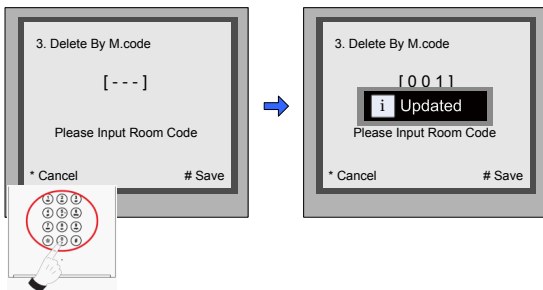 3. Delete By M.code
[ - - - ]
Please Input Room Code
* Cancel # Save
3. Delete By M.code
[ 0 0 1 ]
i Updated
Please Input Room Code
* Cancel # Save